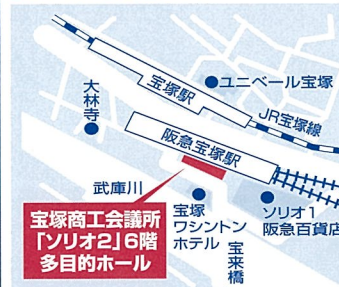 宝塚駅
ユニベール宝塚
大林寺
JR宝塚線
阪急宝塚駅
武庫川
宝塚商工会議所
「ソリオ2」6階
多目的ホール
宝塚
ワシントン
ホテル
宝来橋
ソリオ1
阪急百貨店